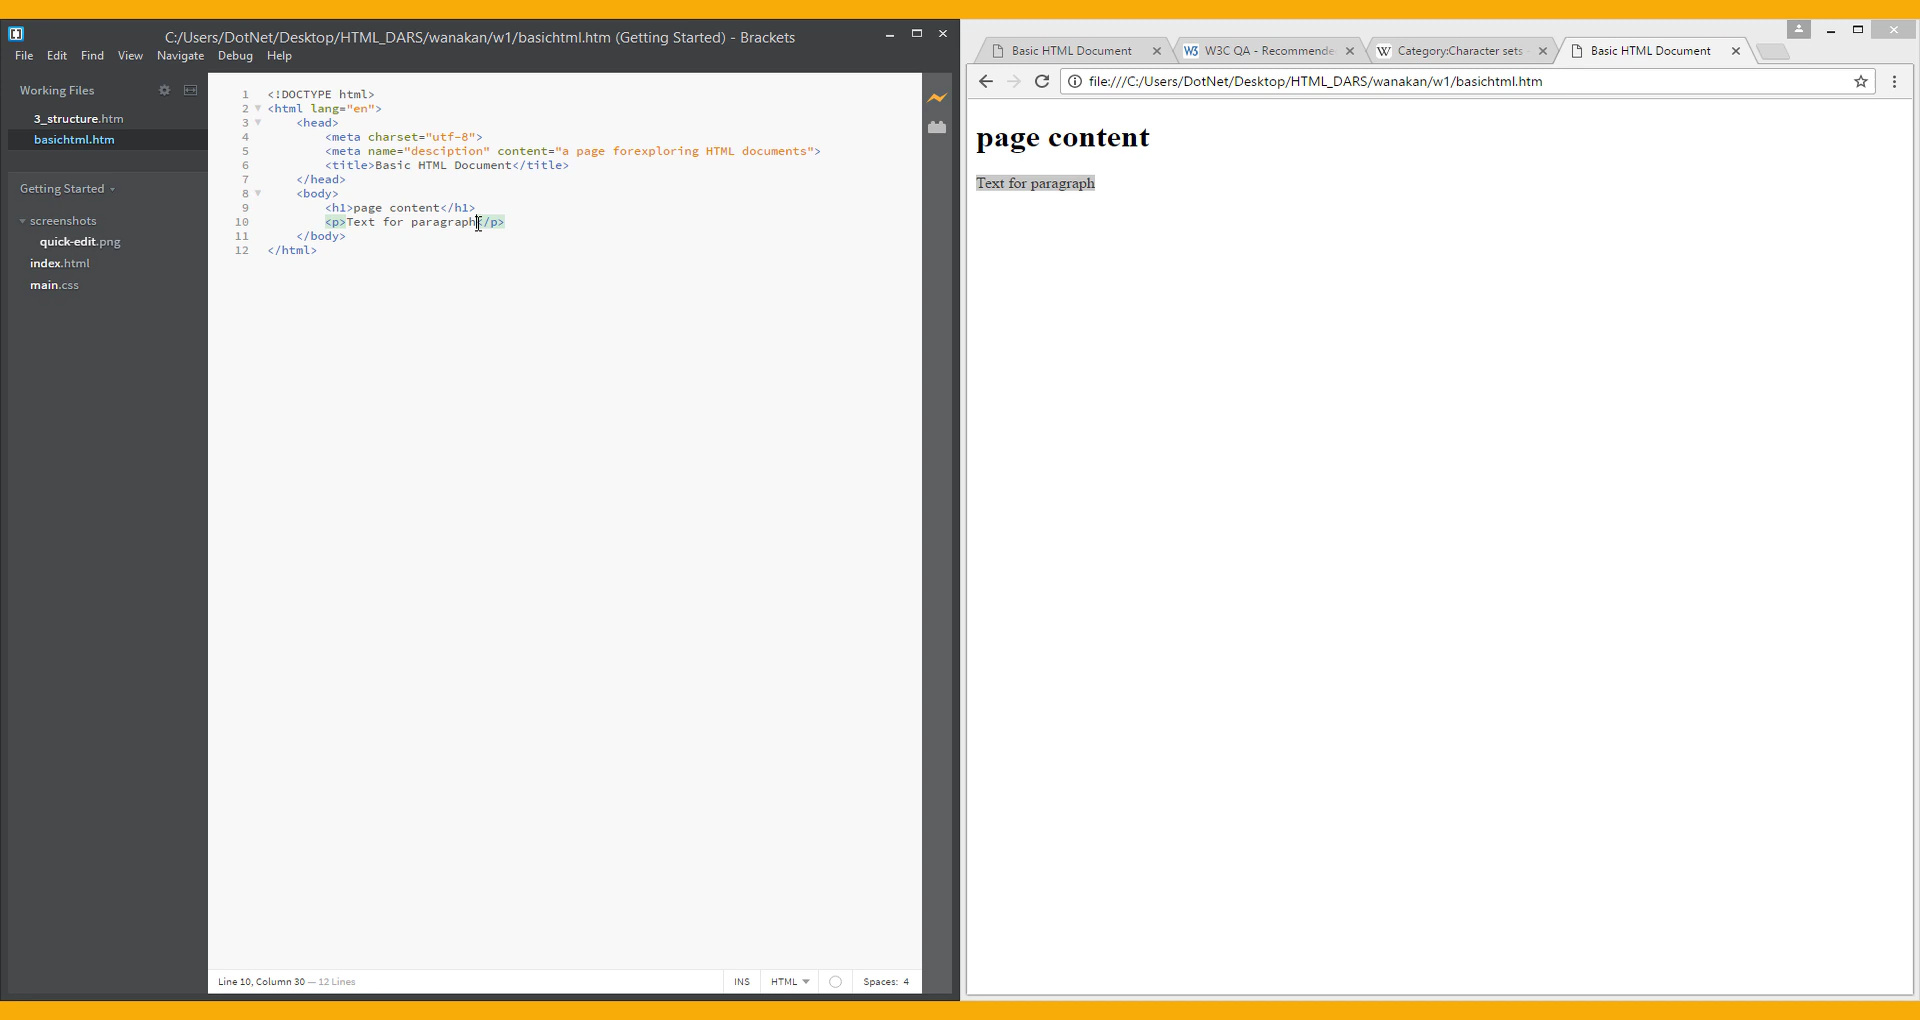 C:/Users/DotNet/Desktop/HTML_DARS/wanakan/w1/basichtml.htm (Getting Started) - Brackets
File Edit Find View Navigate Debug Help
Working Files
3_structure.htm
basichtml.htm
Getting Started
screenshots
quick-edit.png
index.html
main.css
1 <!DOCTYPE html>
2 <html lang="en">
3 <head>
4 <meta charset="utf-8">
5 <meta name="desciption" content="a page forexploring HTML documents">
6 <title>Basic HTML Document</title>
7 </head>
8 <body>
9 <h1>page content</h1>
10 <p>Text for paragraph</p>
11 </body>
12 </html>
Line 10, Column 30 — 12 Lines
INS HTML Spaces: 4
Basic HTML Document W3C QA - Recommende Category:Character sets - Basic HTML Document
file:///C:/Users/DotNet/Desktop/HTML_DARS/wanakan/w1/basichtml.htm
page content
Text for paragraph